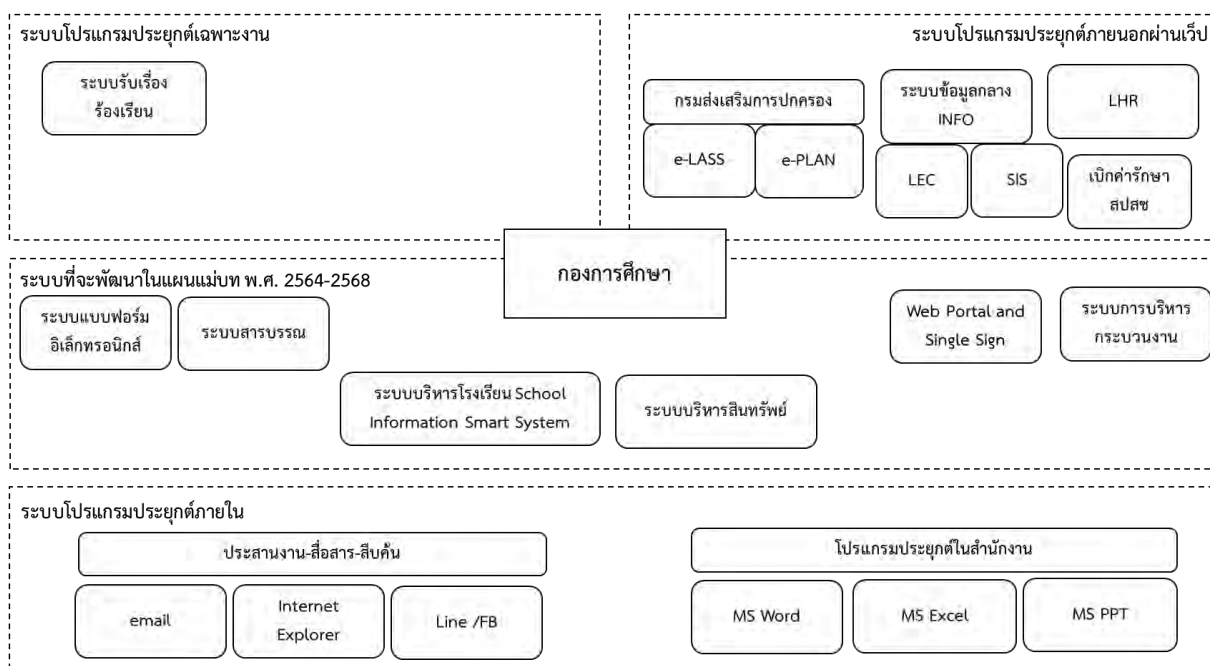 ระบบโปรแกรมประยุกต์เฉพาะงาน
ระบบรับเรื่อง
ร้องเรียน
ระบบโปรแกรมประยุกต์ภายนอกผ่านเว็ป
กรมส่งเสริมการปกครอง
e-LASS
e-PLAN
ระบบข้อมูลกลาง
INFO
LEC
SIS
LHR
เบิกค่ารักษา
สปสช
กองการศึกษา
ระบบที่จะพัฒนาในแผนแม่บท พ.ศ. 2564-2568
ระบบแบบฟอร์ม
อิเล็กทรอนิกส์
ระบบสารบรรณ
ระบบบริหารโรงเรียน School
Information Smart System
ระบบบริหารสินทรัพย์
Web Portal and
Single Sign
ระบบการบริหาร
กระบวนงาน
ระบบโปรแกรมประยุกต์ภายใน
ประสานงาน-สื่อสาร-สืบค้น
email
Internet
Explorer
Line /FB
โปรแกรมประยุกต์ในสำนักงาน
MS Word
MS Excel
MS PPT